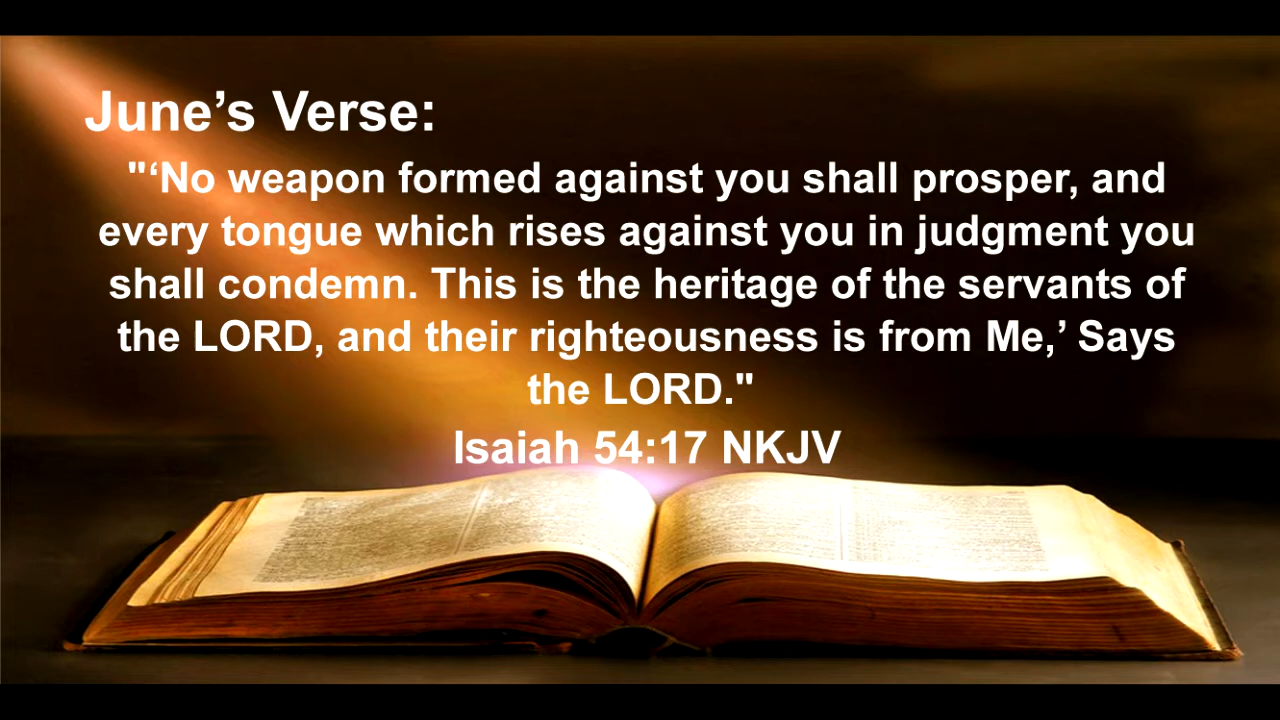 June’s Verse:
"‘No weapon formed against you shall prosper, and
every tongue which rises against you in judgment you
shall condemn. This is the heritage of the servants of
the LORD, and their righteousness is from Me,’ Says
the LORD."
Isaiah 54:17 NKJV